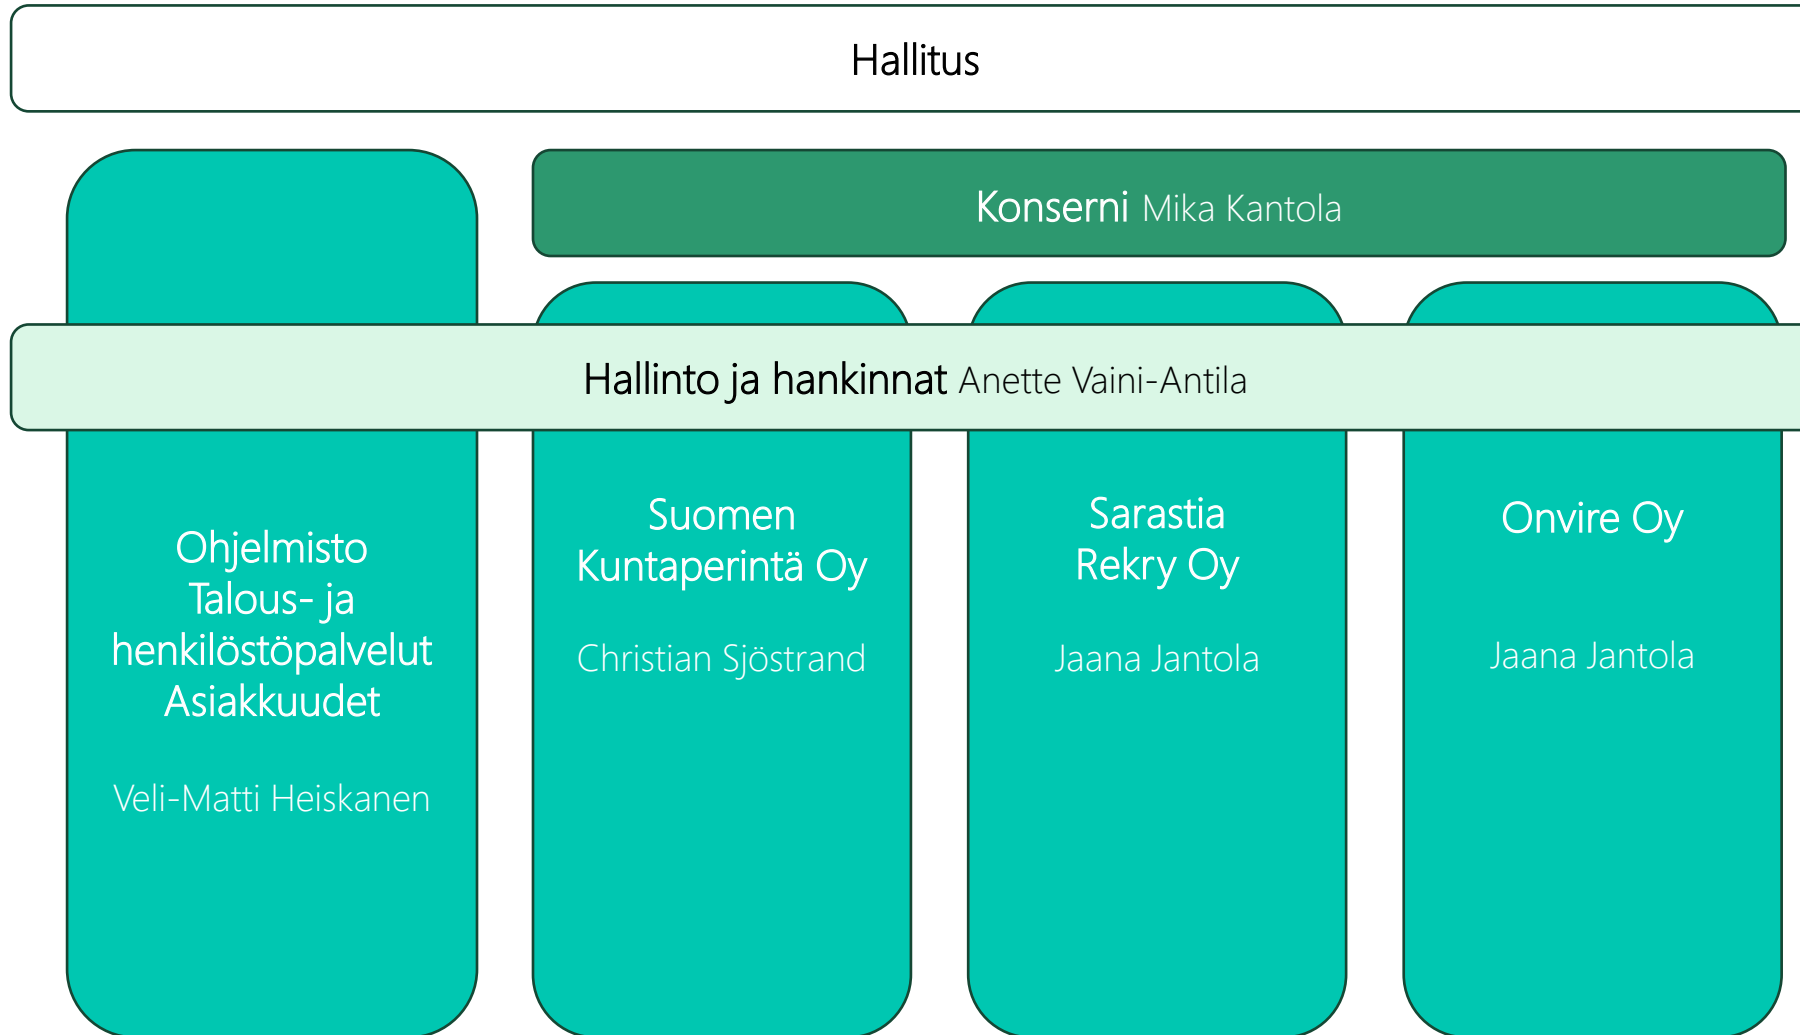 Hallitus
Konserni Mika Kantola
Hallinto ja hankinnat Anette Vaini-Antila
Ohjelmisto
Talous- ja
henkilöstöpalvelut
Asiakkuudet
Veli-Matti Heiskanen
Suomen
Kuntaperintä Oy
Christian Sjöstrand
Sarastia
Rekry Oy
Jaana Jantola
Onvire Oy
Jaana Jantola